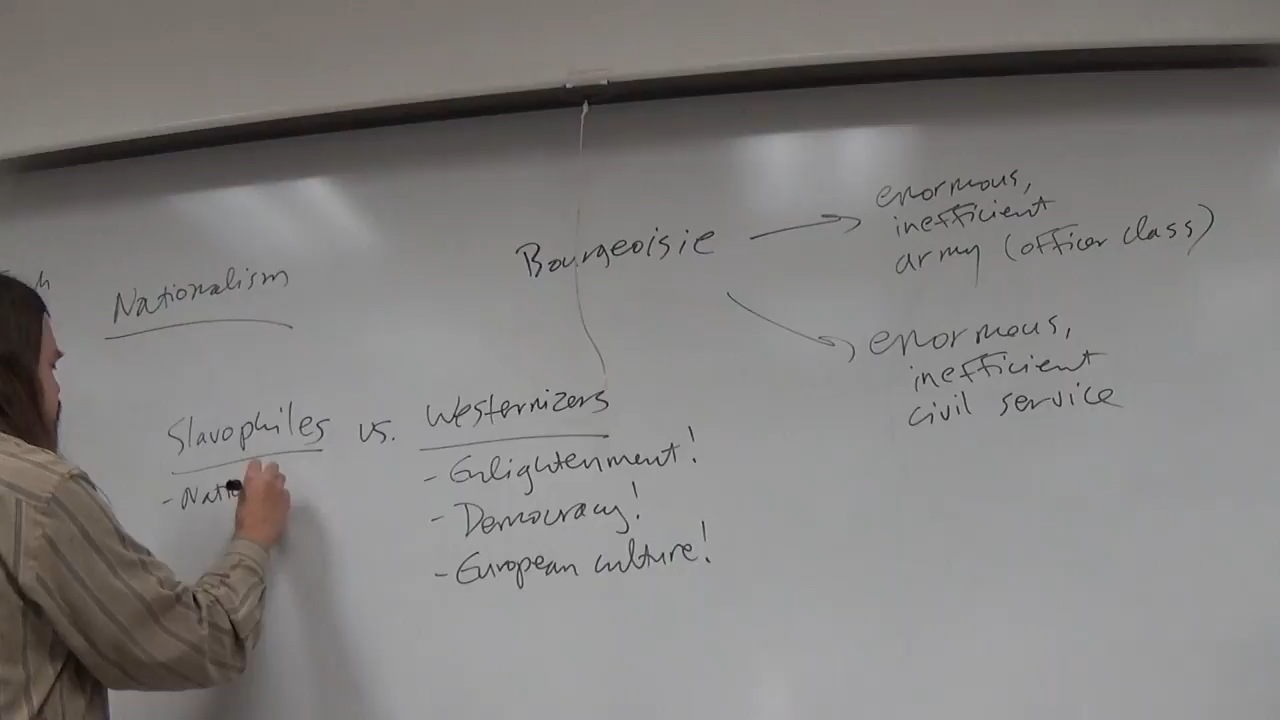 Nationalism
Slavophiles vs. Westernizers
- Enlightenment!
- Democracy!
- European culture!
Bourgeoisie
enormous,
inefficient
army (officer class)
enormous,
inefficient
civil service